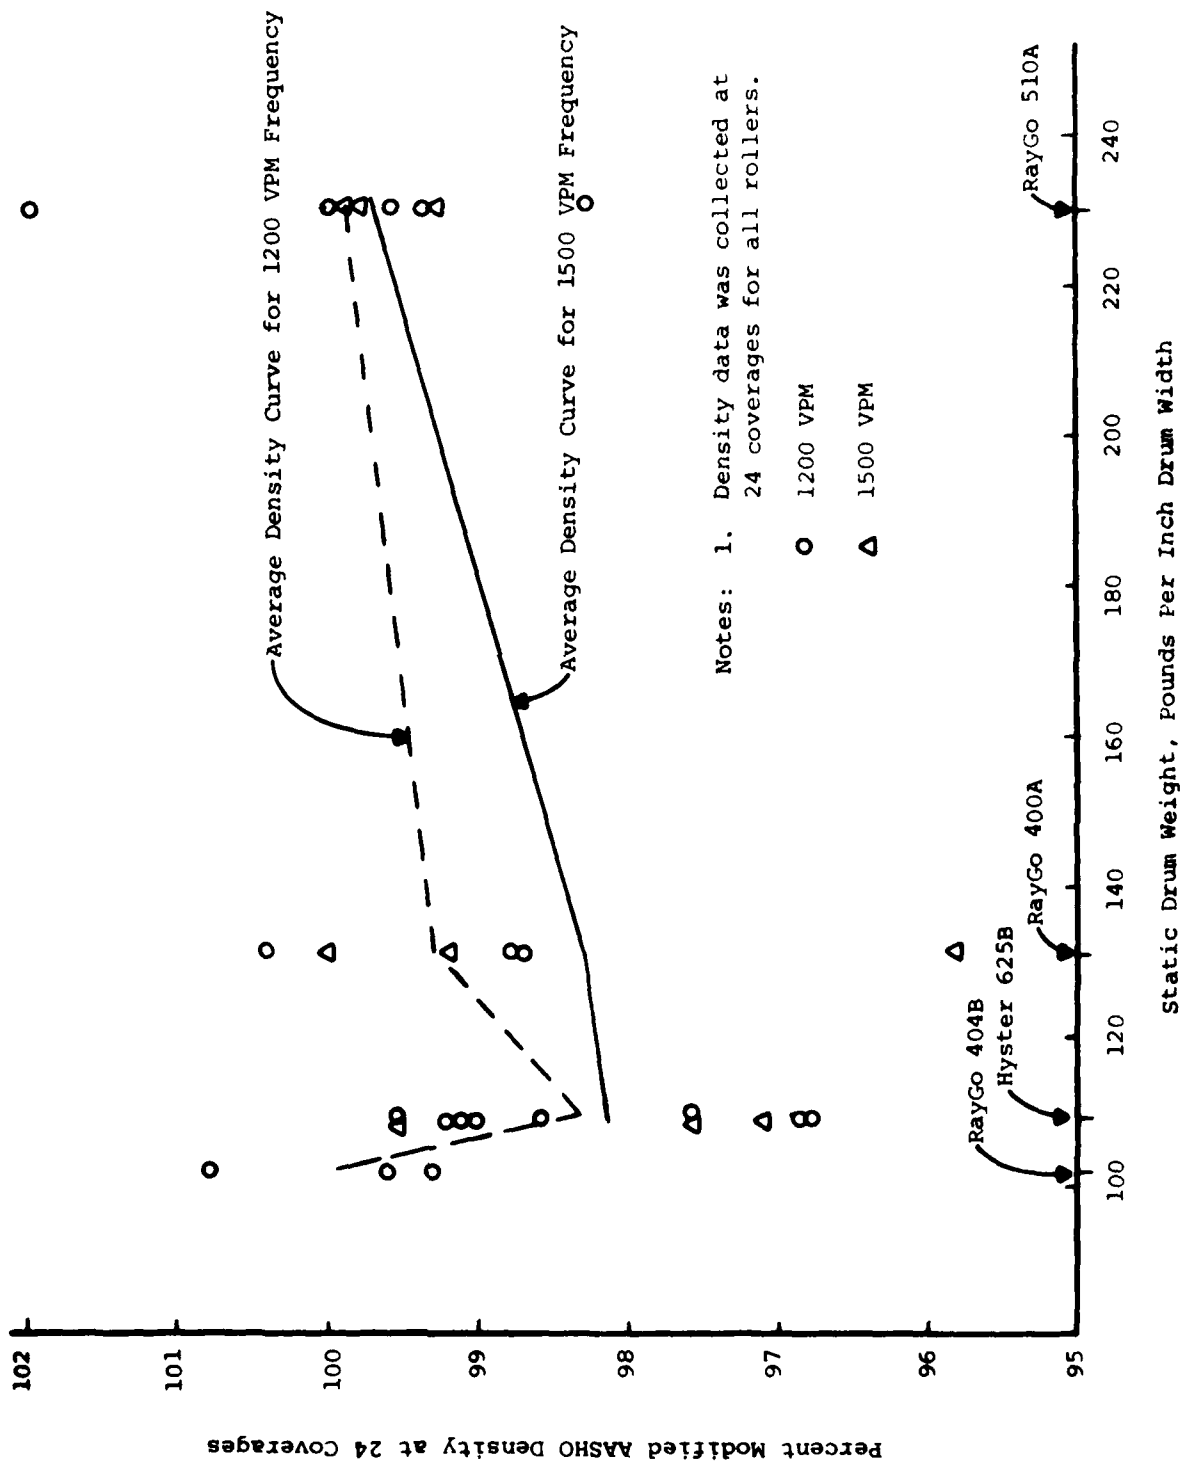 Percent Modified AASHO Density at 24 Coverages
102
101
100
99
98
97
96
95
Average Density Curve for 1200 VPM Frequency
Average Density Curve for 1500 VPM Frequency
Notes: 1. Density data was collected at
24 coverages for all rollers.
1200 VPM
1500 VPM
RayGo 404B
Hyster 625B
RayGo 400A
RayGo 510A
100
120
140
160
180
200
220
240
Static Drum Weight, Pounds Per Inch Drum Width